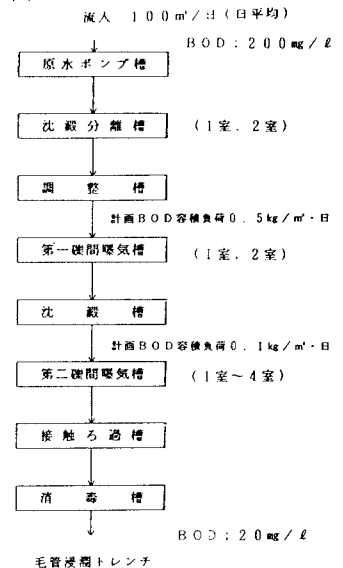 流入 100㎥/日(日平均)
BOD:200mg/ℓ
原水ポンプ槽
沈澱分離槽 (1室.2室)
調整槽
計画BOD容積負荷0.5kg/㎥・日
第一礫間曝気槽 (1室.2室)
沈澱槽
計画BOD容積負荷0.1kg/㎥・日
第二礫間曝気槽 (1室～4室)
接触ろ過槽
消毒槽
BOD:20mg/ℓ
毛管浸潤トレンチ